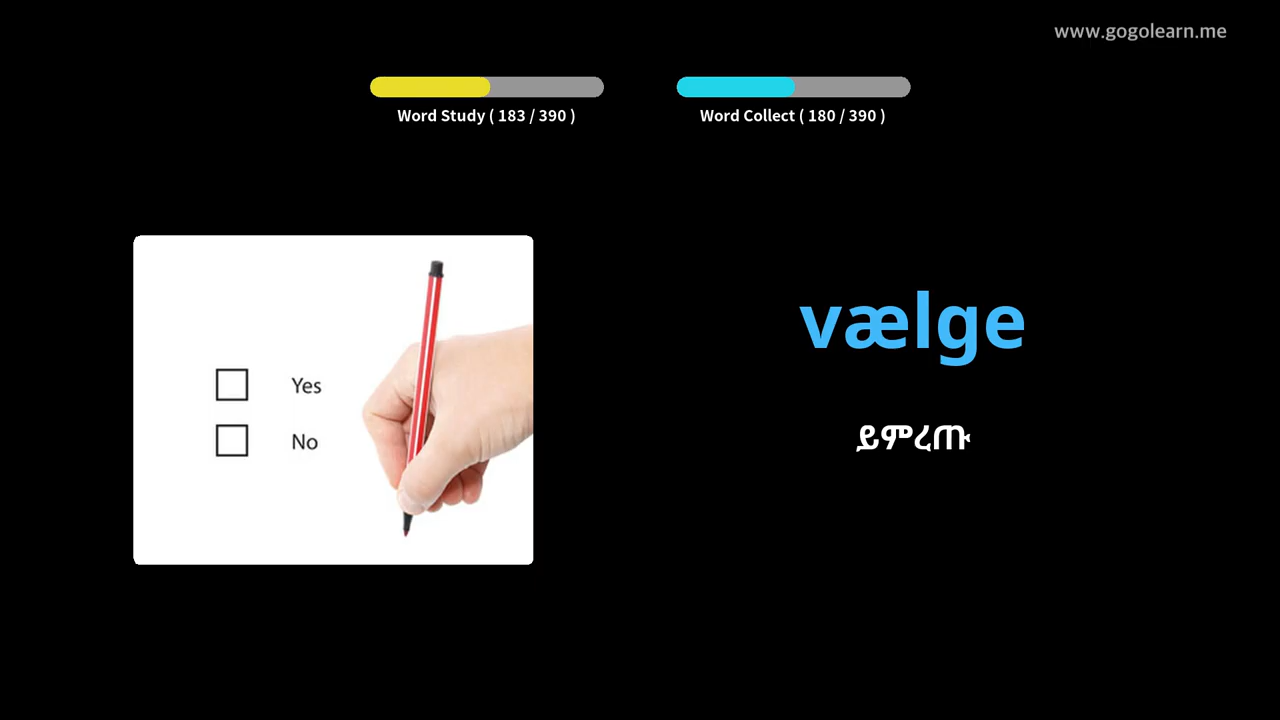 www.gogolearn.me
Word Study ( 183 / 390 )
Word Collect ( 180 / 390 )
Yes
No
vælge
ይምረጡ